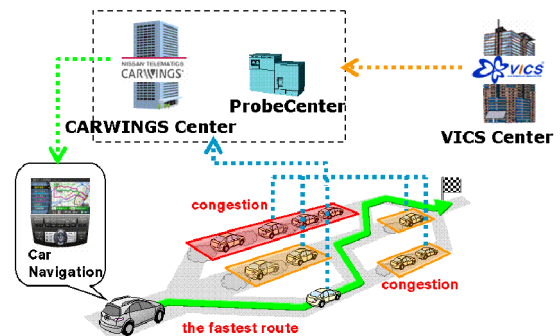 NISSAN TELEMATICS
CARWINGS
ProbeCenter
CARWINGS Center
VICS
VICS Center
congestion
Car
Navigation
congestion
the fastest route